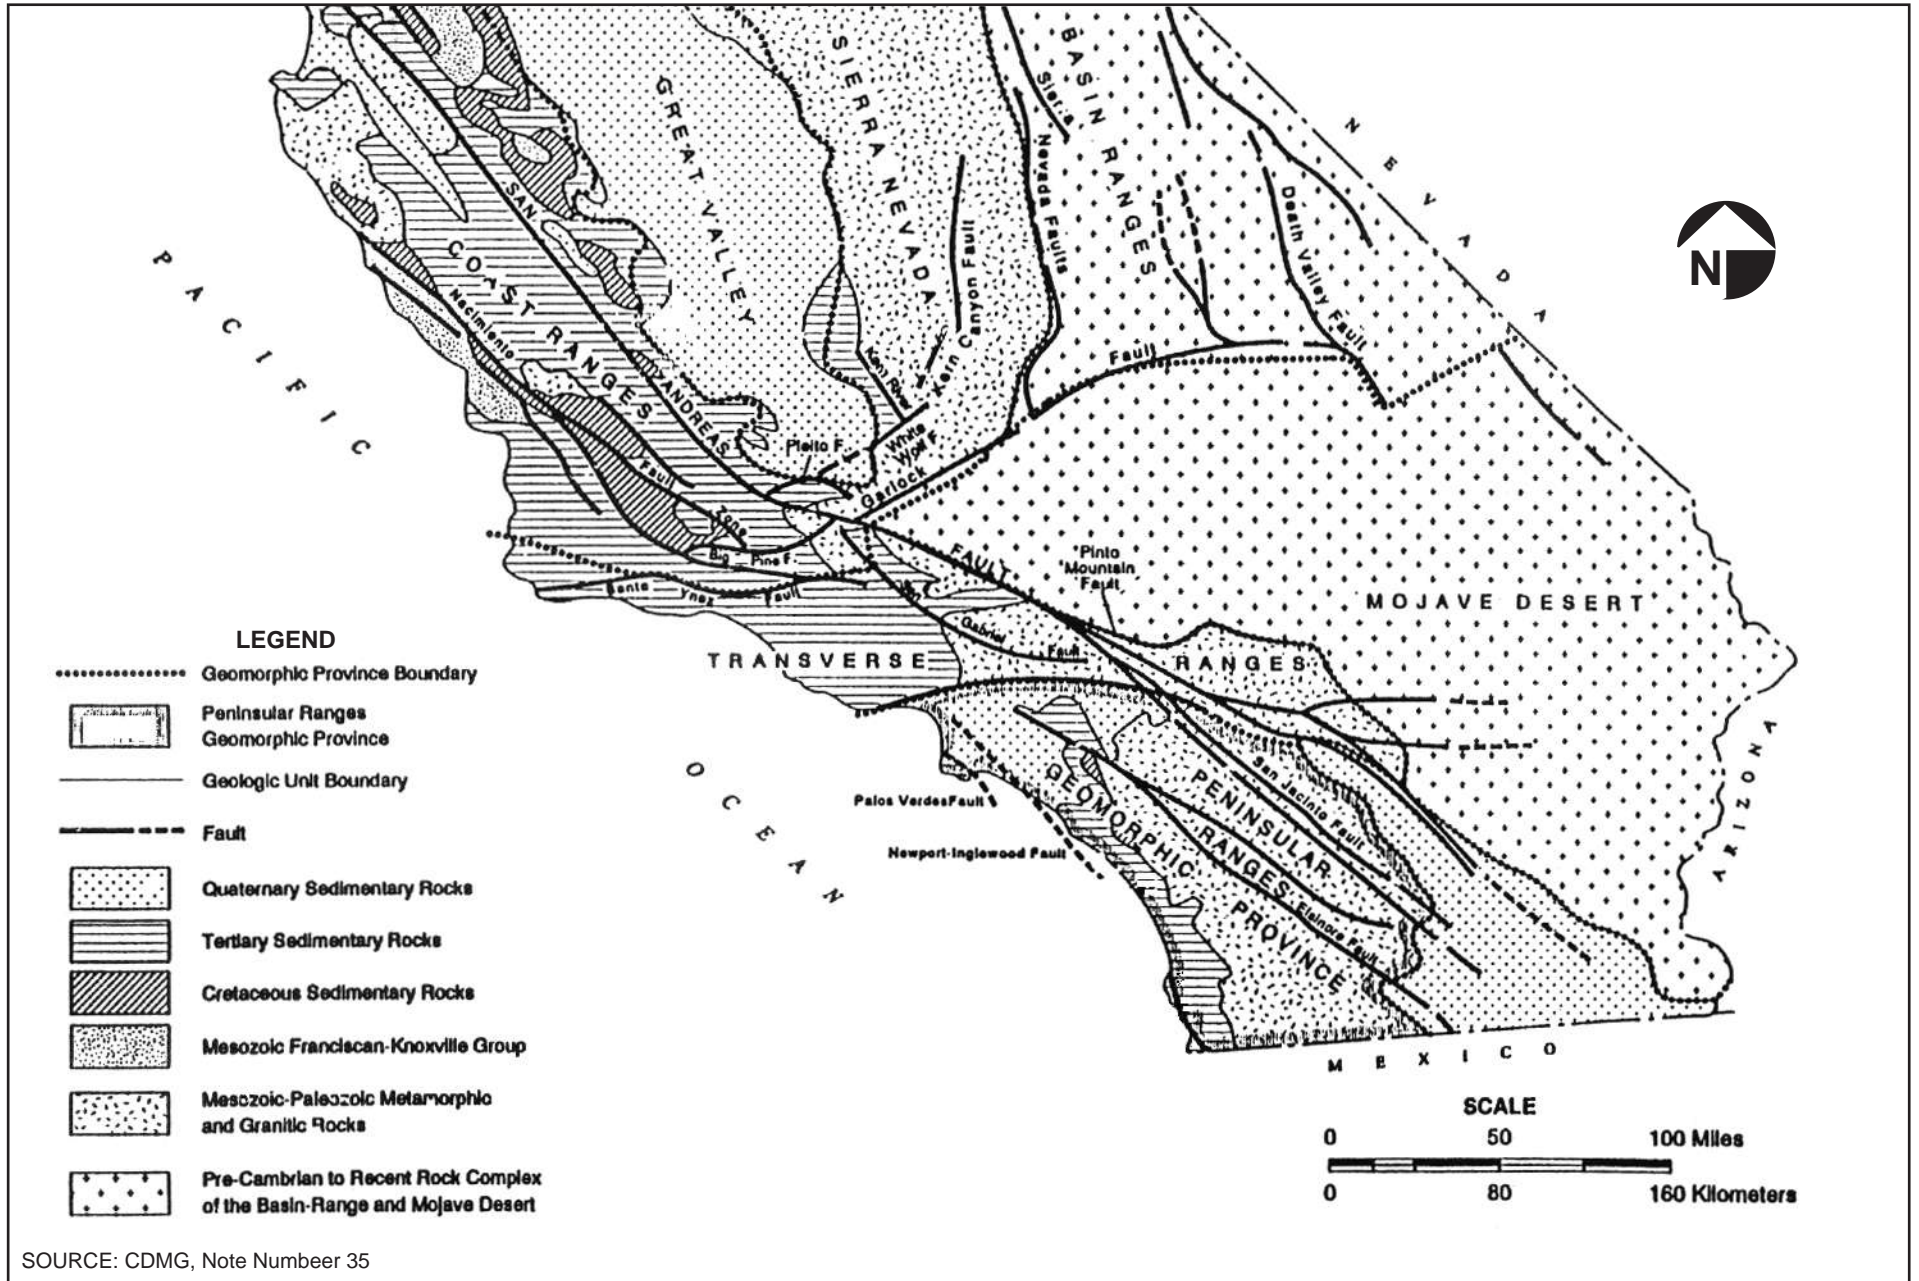 SIERRA NEVADA
BASIN RANGES
GREAT VALLEY
Sierra
Nevada Faults
NEVADA
Death Valley Fault
N
PACIFIC
SAN
COAST RANGES
Nacimiento
Kern Canyon Fault
Kern River
Fault
ANDREAS
Pleito F.
White
Wolf F.
Garlock
Fault
Zone
Big Pine F.
FAULT
Pinto
Mountain
Fault
Santa Ynez Fault
San
Gabriel
Fault
MOJAVE DESERT
TRANSVERSE
RANGES
OCEAN
ARIZONA
Palos VerdesFault
San Jacinto Fault
GEOMORPHIC
PENINSULAR
RANGES
PROVINCE
Newport-Inglewood Fault
Elsinore Fault
MEXICO
LEGEND
Geomorphic Province Boundary
Peninsular Ranges
Geomorphic Province
Geologic Unit Boundary
Fault
Quaternary Sedimentary Rocks
Tertiary Sedimentary Rocks
Cretaceous Sedimentary Rocks
Mesozoic Franciscan-Knoxville Group
Mesozoic-Paleozoic Metamorphic
and Granitic Rocks
Pre-Cambrian to Recent Rock Complex
of the Basin-Range and Mojave Desert
SCALE
0 50 100 Miles
0 80 160 Kilometers
SOURCE: CDMG, Note Numbeer 35